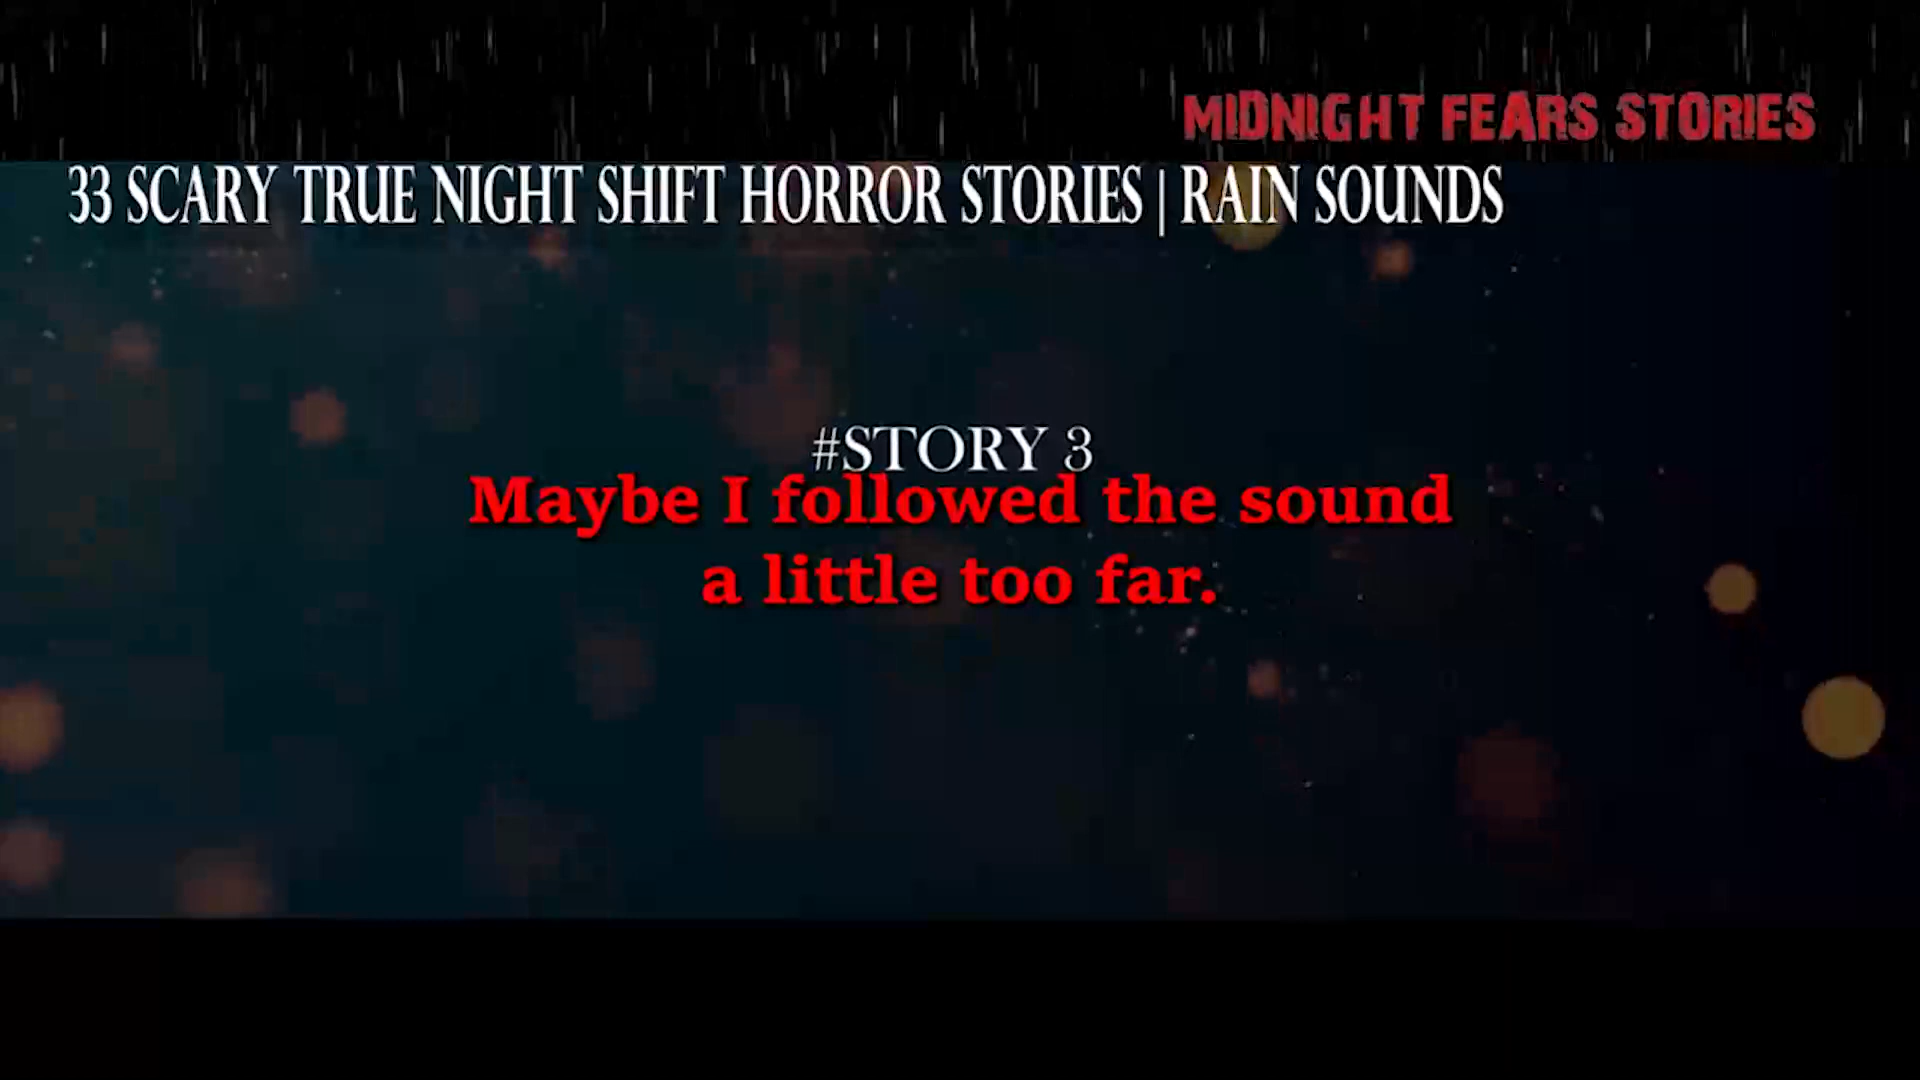 MIDNIGHT FEARS STORIES
33 SCARY TRUE NIGHT SHIFT HORROR STORIES | RAIN SOUNDS
#STORY 3
Maybe I followed the sound
a little too far.